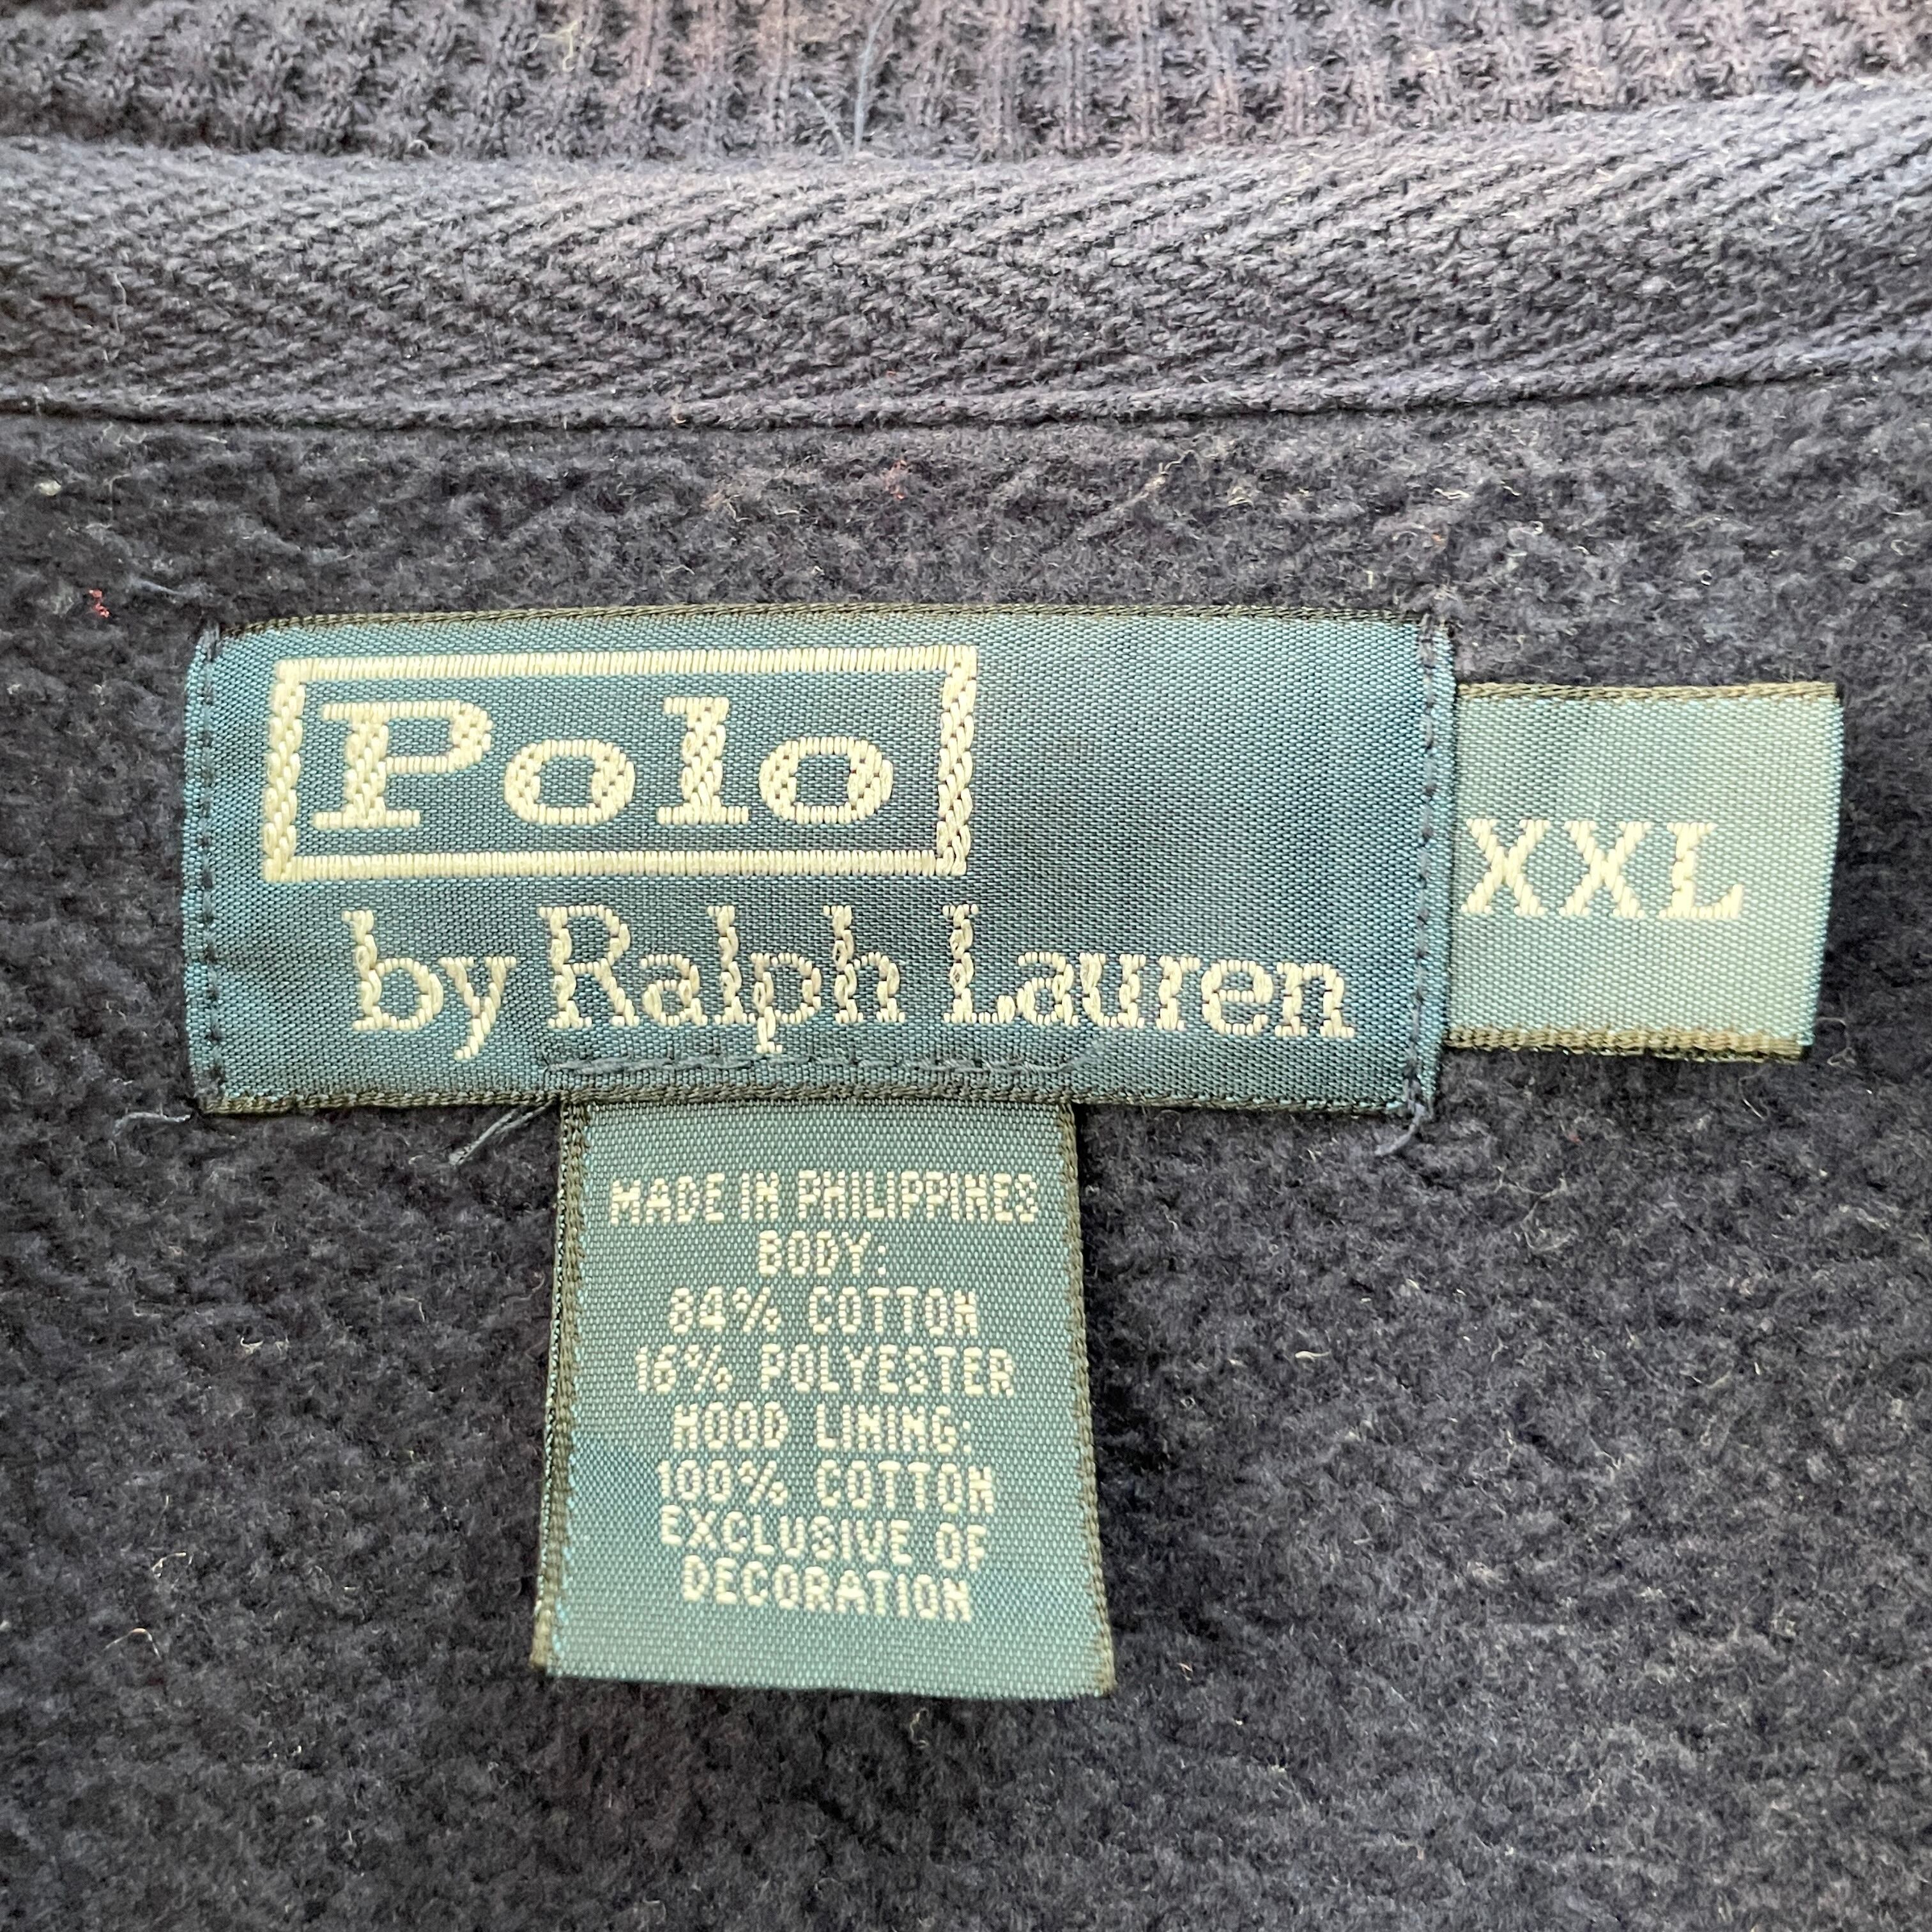 Polo
by Ralph Lauren
XXL
MADE IN PHILIPPINES
BODY:
84% COTTON
16% POLYESTER
HOOD LINING:
100% COTTON
EXCLUSIVE OF
DECORATION